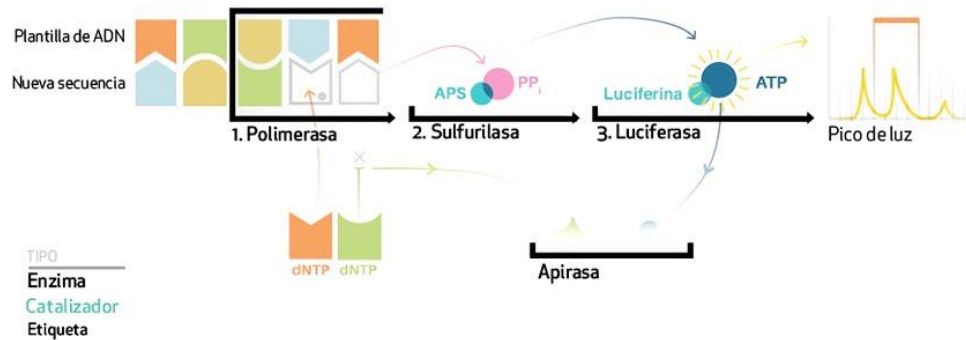 Plantilla de ADN
Nueva secuencia
APS PPi
Luciferina ATP
1. Polimerasa 2. Sulfurilasa 3. Luciferasa Pico de luz
dNTP dNTP
Apirasa
TIPO
Enzima
Catalizador
Etiqueta